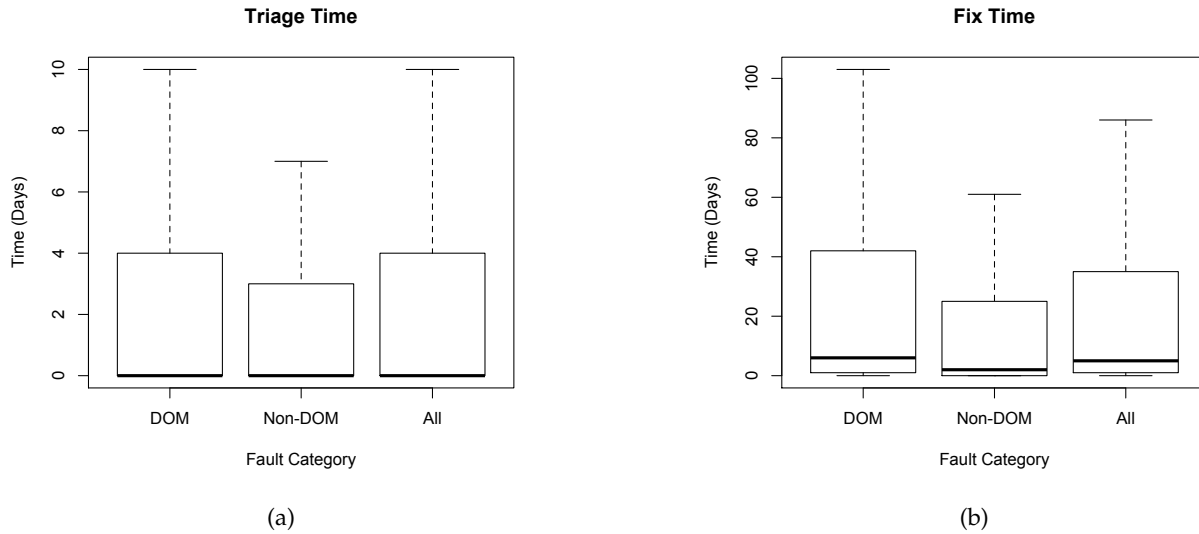 Triage Time
Time (Days)
10
8
6
4
2
0
DOM Non-DOM All
Fault Category
(a)
Fix Time
Time (Days)
100
80
60
40
20
0
DOM Non-DOM All
Fault Category
(b)